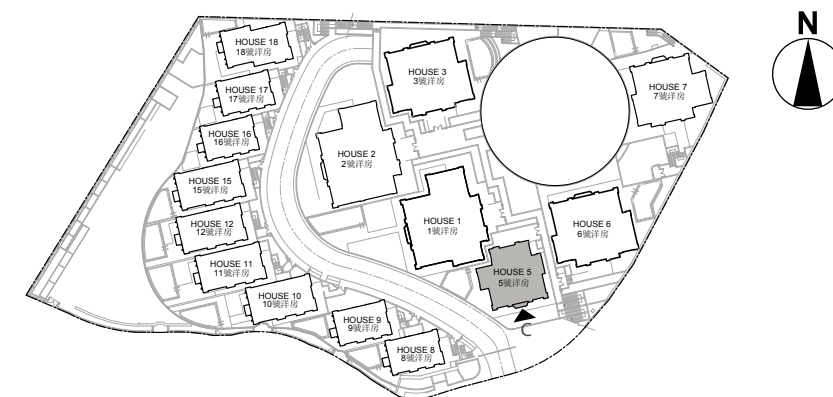 N
HOUSE 18
18號洋房
HOUSE 17
17號洋房
HOUSE 16
16號洋房
HOUSE 15
15號洋房
HOUSE 12
12號洋房
HOUSE 11
11號洋房
HOUSE 10
10號洋房
HOUSE 9
9號洋房
HOUSE 8
8號洋房
HOUSE 3
3號洋房
HOUSE 2
2號洋房
HOUSE 1
1號洋房
HOUSE 5
5號洋房
HOUSE 6
6號洋房
HOUSE 7
7號洋房
C